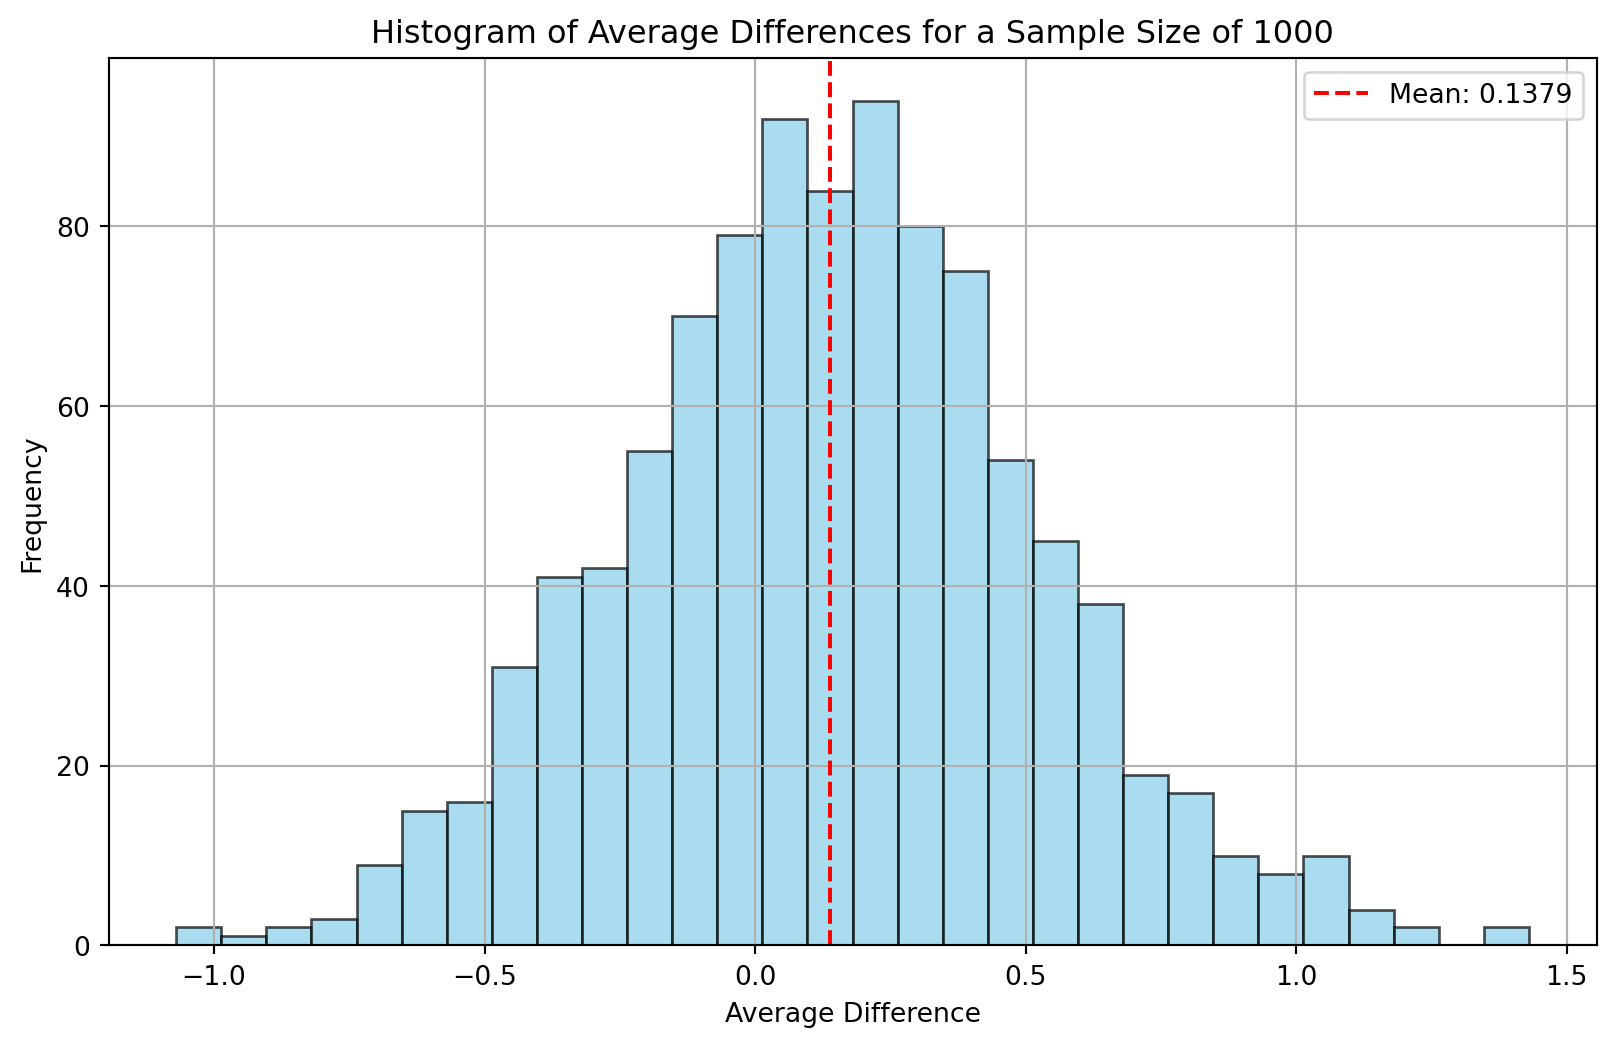 Histogram of Average Differences for a Sample Size of 1000
Mean: 0.1379
80
60
40
20
0
Frequency
−1.0 −0.5 0.0 0.5 1.0 1.5
Average Difference